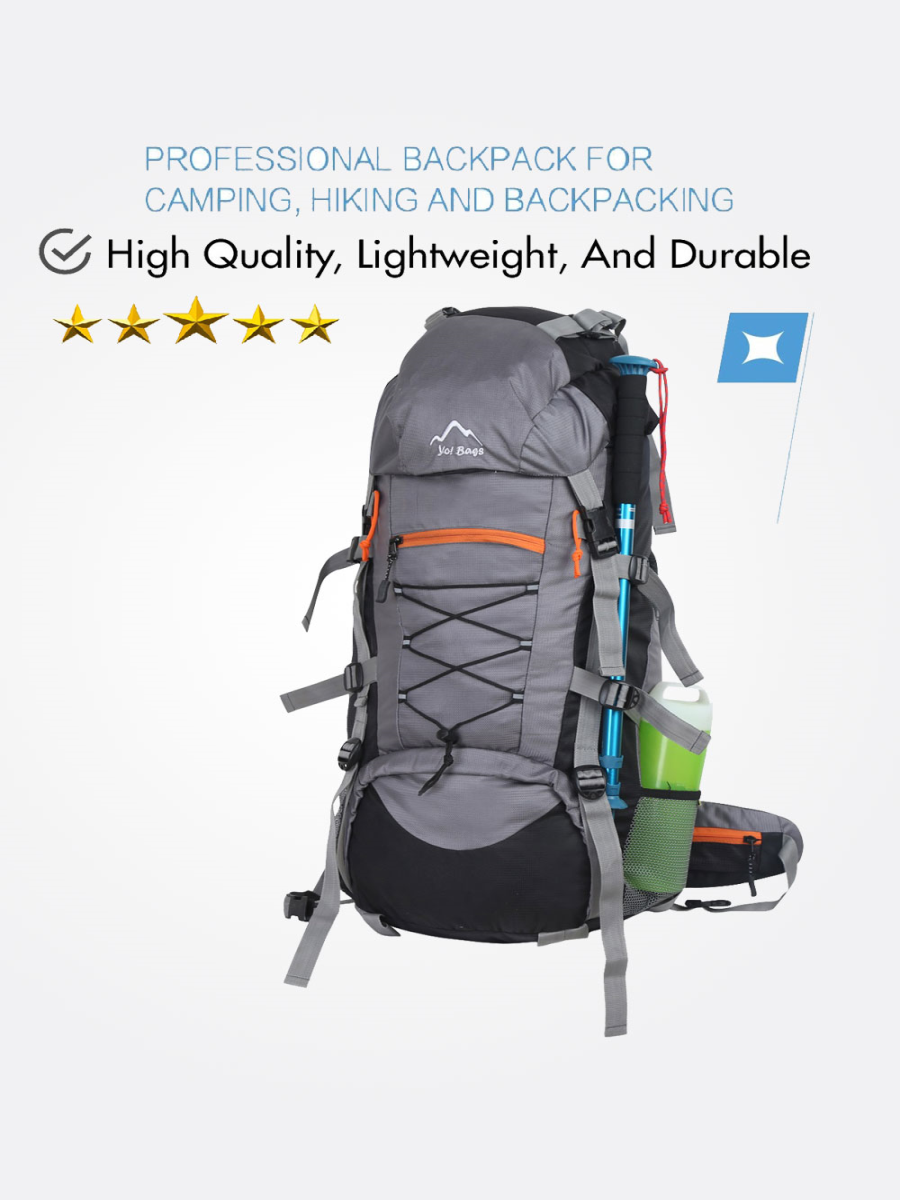 PROFESSIONAL BACKPACK FOR
CAMPING, HIKING AND BACKPACKING
High Quality, Lightweight, And Durable
Yo! Bags